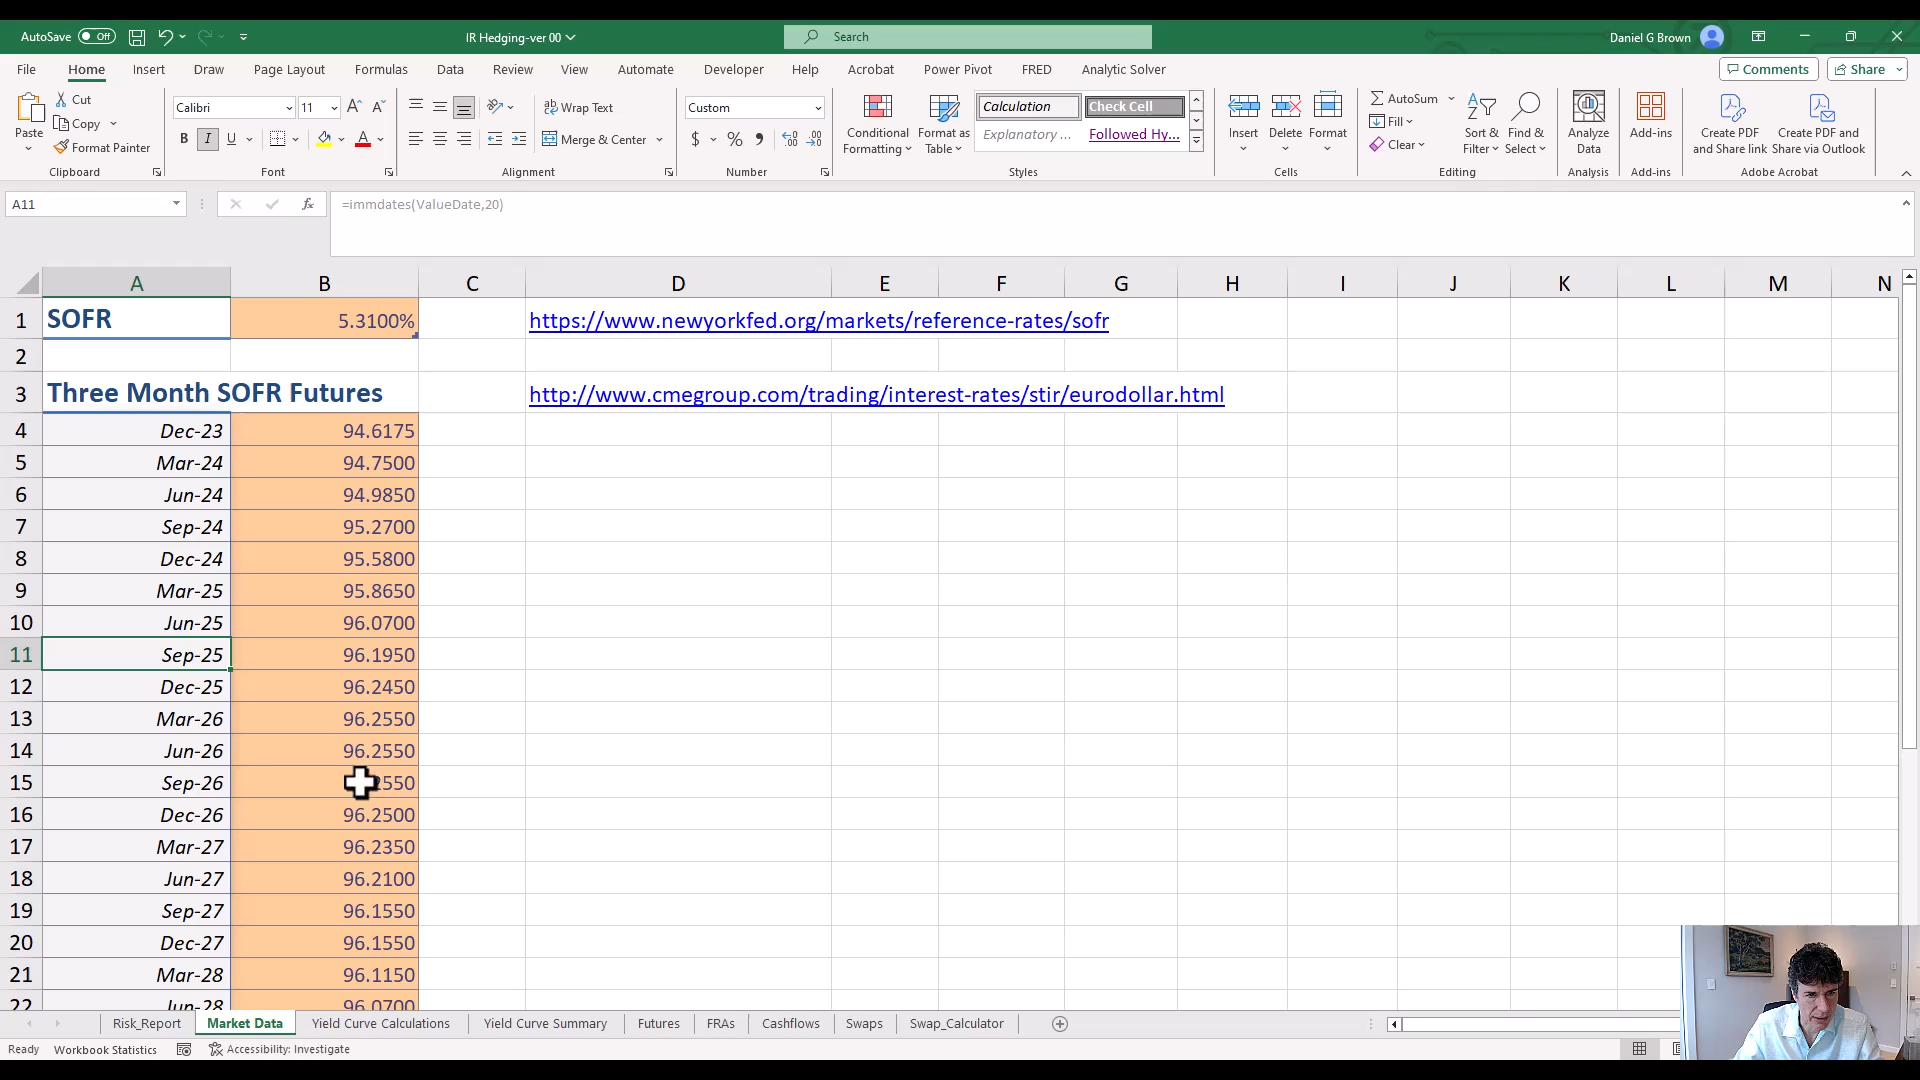 AutoSave Off IR Hedging-ver 00 Search Daniel G Brown
File Home Insert Draw Page Layout Formulas Data Review View Automate Developer Help Acrobat Power Pivot FRED Analytic Solver Comments Share
Paste Cut Copy Format Painter Clipboard
Calibri 11 B I U A Font
Wrap Text Merge & Center Alignment
Custom $ % Number
Conditional Formatting Format as Table Calculation Check Cell Explanatory ... Followed Hy... Styles
Insert Delete Format Cells
AutoSum Fill Clear Sort & Filter Find & Select Editing
Analyze Data Analysis
Add-ins Add-ins
Create PDF and Share link Create PDF and Share via Outlook Adobe Acrobat
A11 fx =immdates(ValueDate,20)
A B C D E F G H I J K L M N
1 SOFR 5.3100% https://www.newyorkfed.org/markets/reference-rates/sofr
2
3 Three Month SOFR Futures http://www.cmegroup.com/trading/interest-rates/stir/eurodollar.html
4 Dec-23 94.6175
5 Mar-24 94.7500
6 Jun-24 94.9850
7 Sep-24 95.2700
8 Dec-24 95.5800
9 Mar-25 95.8650
10 Jun-25 96.0700
11 Sep-25 96.1950
12 Dec-25 96.2450
13 Mar-26 96.2550
14 Jun-26 96.2550
15 Sep-26
16 Dec-26 96.2500
17 Mar-27 96.2350
18 Jun-27 96.2100
19 Sep-27 96.1550
20 Dec-27 96.1550
21 Mar-28 96.1150
22 Jun-28 96.0700
Risk_Report Market Data Yield Curve Calculations Yield Curve Summary Futures FRAs Cashflows Swaps Swap_Calculator
Ready Workbook Statistics Accessibility: Investigate